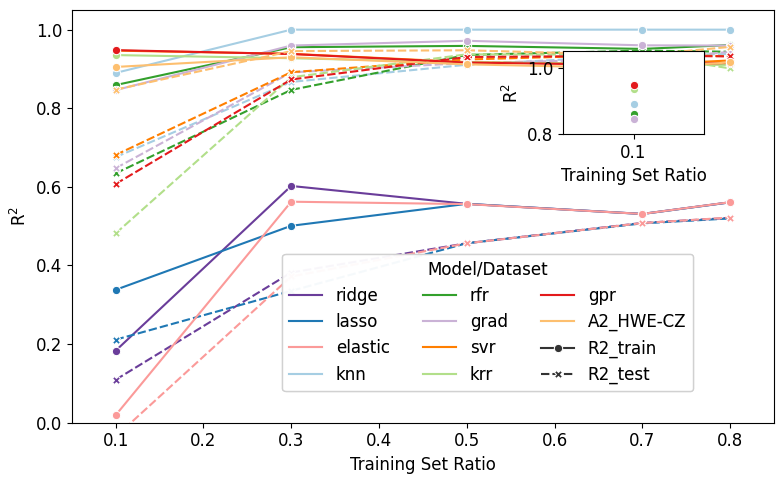 1.0
0.8
0.6
0.4
0.2
0.0
R²
0.1
0.2
0.3
0.4
0.5
0.6
0.7
0.8
Training Set Ratio
1.0
0.8
R²
0.1
Training Set Ratio
Model/Dataset
ridge rfr gpr
lasso grad A2_HWE-CZ
elastic svr R2_train
knn krr R2_test